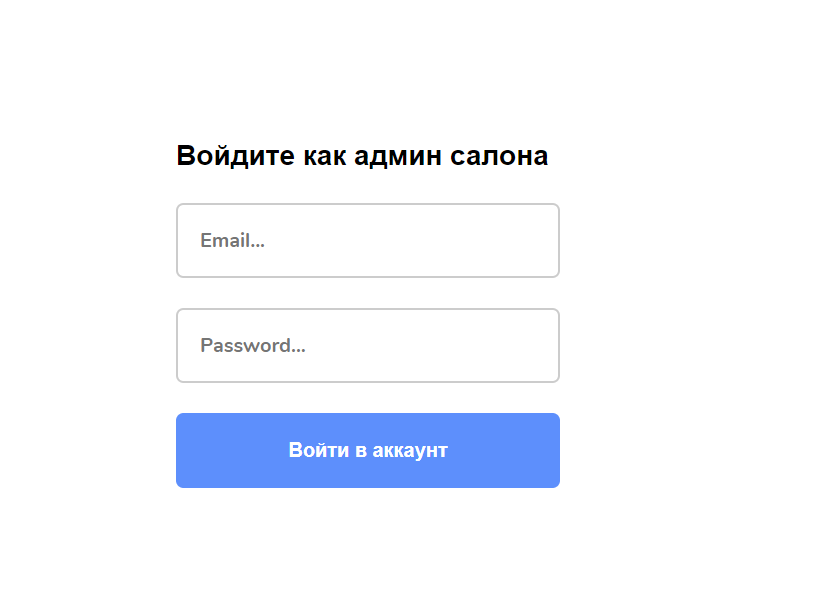 Войдите как админ салона
Email...
Password...
Войти в аккаунт